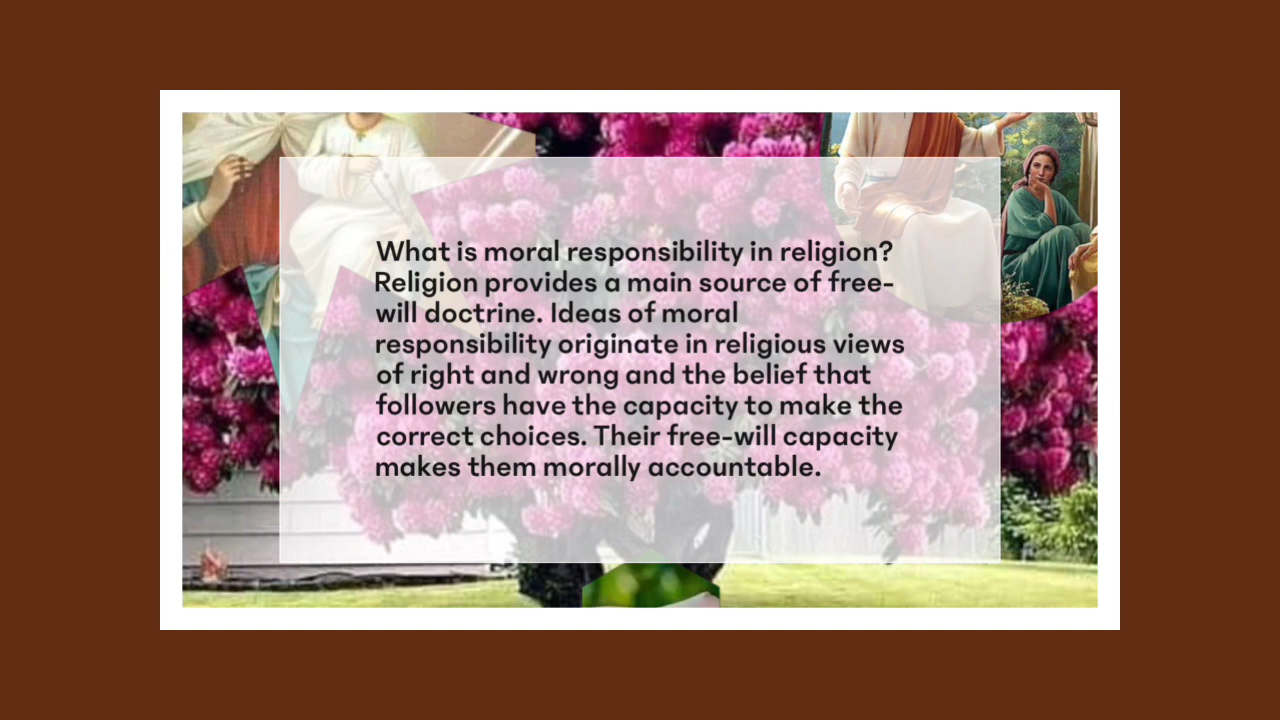 What is moral responsibility in religion?
Religion provides a main source of free-
will doctrine. Ideas of moral
responsibility originate in religious views
of right and wrong and the belief that
followers have the capacity to make the
correct choices. Their free-will capacity
makes them morally accountable.